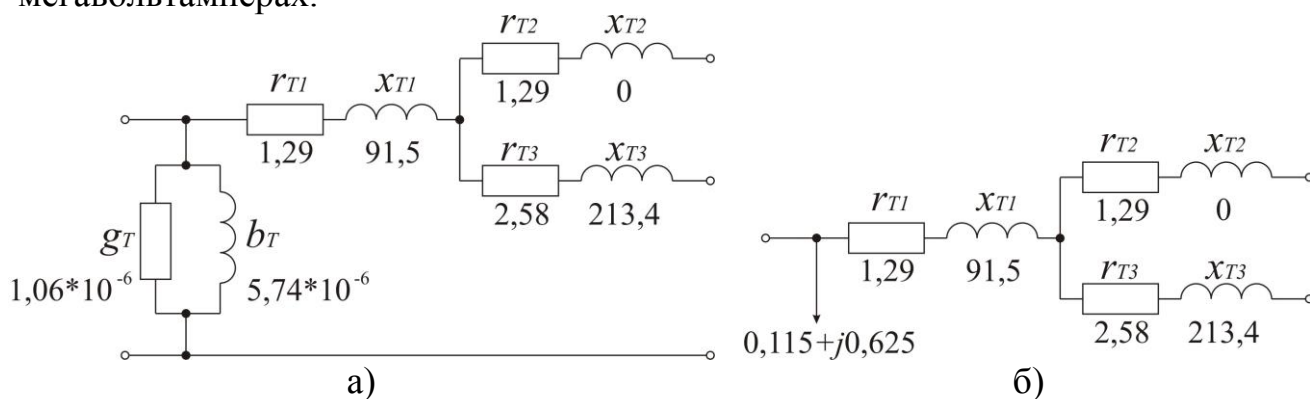 мегавольтамперах.
rT2 xT2
rT1 xT1 1,29 0
rT3 xT3
1,29 91,5
gT bT 2,58 213,4
1,06*10⁻⁶ 5,74*10⁻⁶
а)
rT2 xT2
rT1 xT1
1,29 0
rT3 xT3
1,29 91,5
0,115+j0,625 2,58 213,4
б)